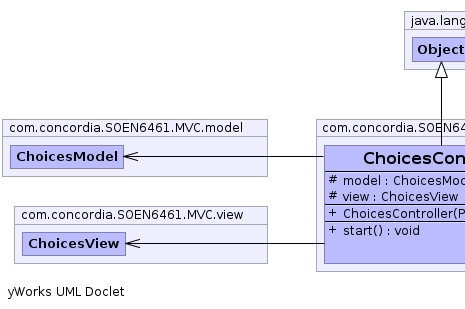 java.lang
Object
com.concordia.SOEN6461.MVC.model
ChoicesModel
com.concordia.SOEN64
ChoicesCon
# model : ChoicesMod
# view : ChoicesView
+ ChoicesController(P
+ start() : void
com.concordia.SOEN6461.MVC.view
ChoicesView
yWorks UML Doclet